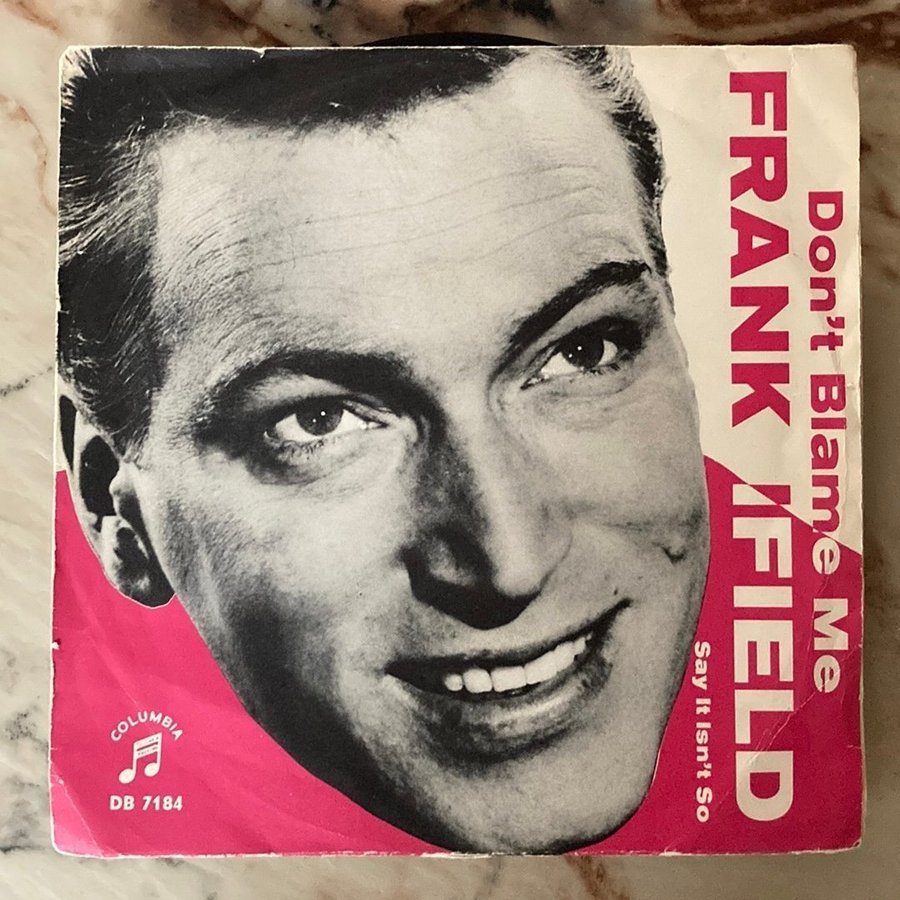 Don't Blame Me
FRANK IFIELD
Say It Isn't So
COLUMBIA
DB 7184